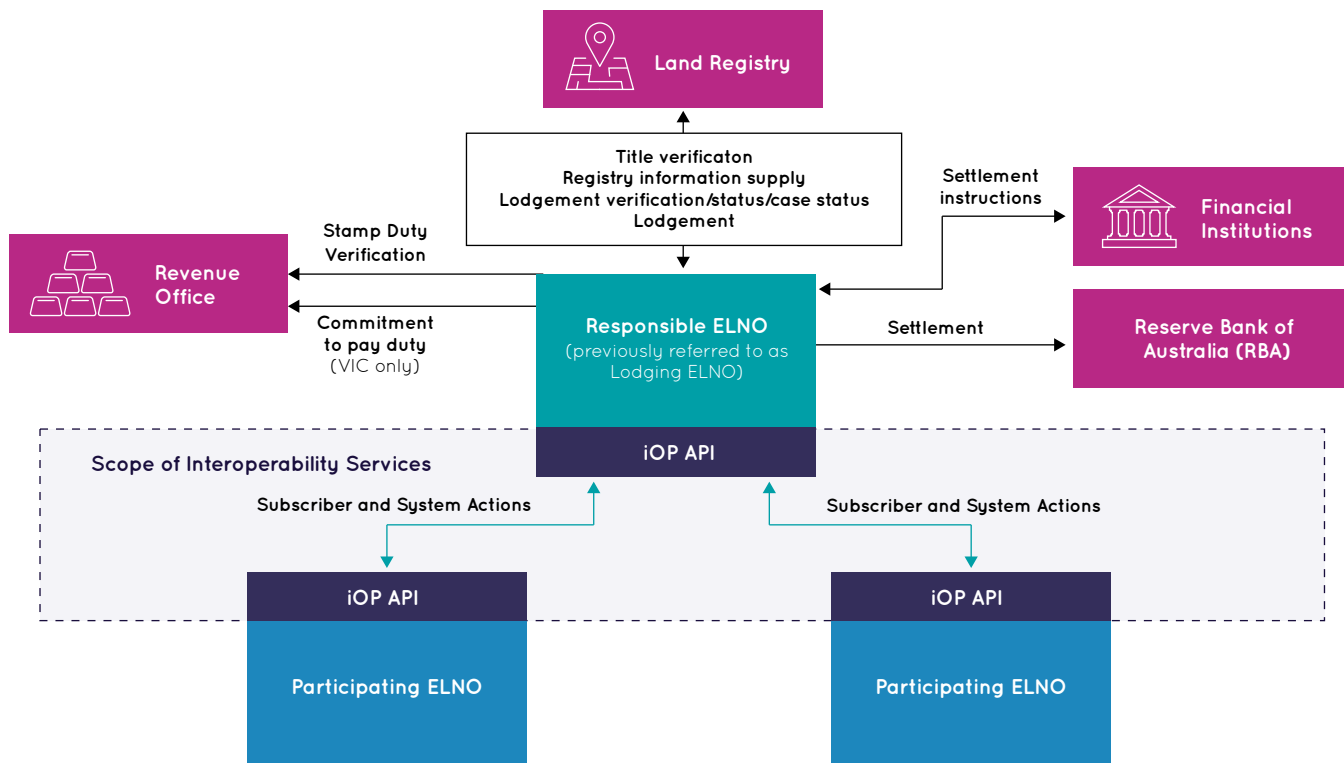 Land Registry
Title verificaton
Registry information supply
Lodgement verification/status/case status
Lodgement
Settlement
instructions
Financial
Institutions
Stamp Duty
Verification
Revenue
Office
Commitment
to pay duty
(VIC only)
Responsible ELNO
(previously referred to as
Lodging ELNO)
Settlement
Reserve Bank of
Australia (RBA)
iOP API
Scope of Interoperability Services
Subscriber and System Actions
Subscriber and System Actions
iOP API
iOP API
Participating ELNO
Participating ELNO